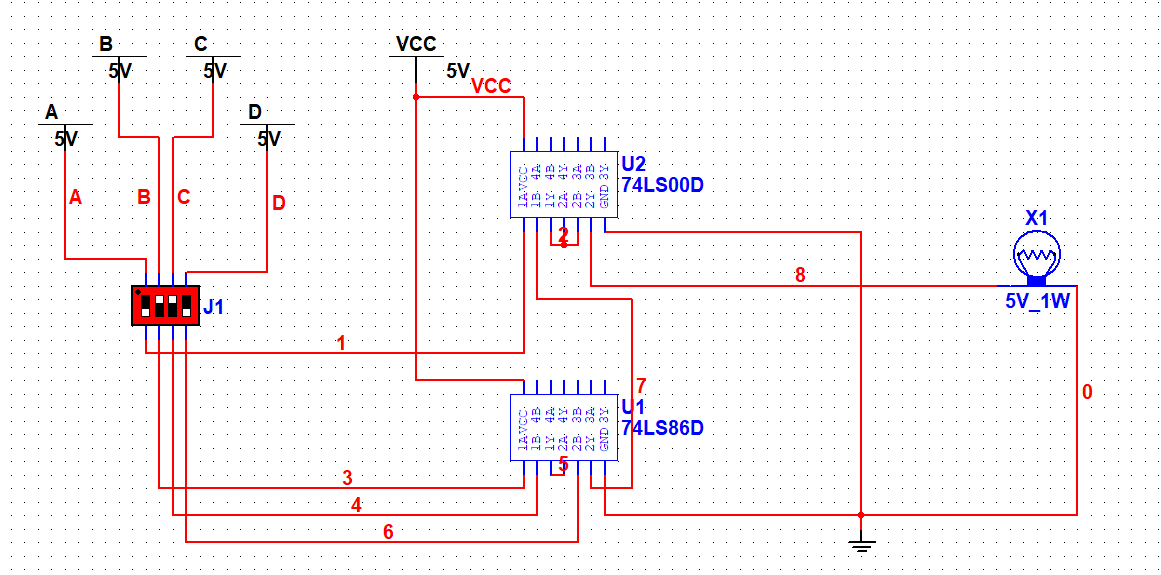 B
C
VCC
5V
5V
5V
VCC
A
D
5V
5V
A
B
C
D
U2
74LS00D
1A VCC
1B 4A
1Y 4B
2A 4Y
2B 3A
2Y 3B
GND 3Y
2
X1
8
5V_1W
J1
1
7
0
U1
74LS86D
1A VCC
1B 4B
1Y 4A
2A 4Y
2B 3B
2Y 3A
GND 3Y
5
3
4
6